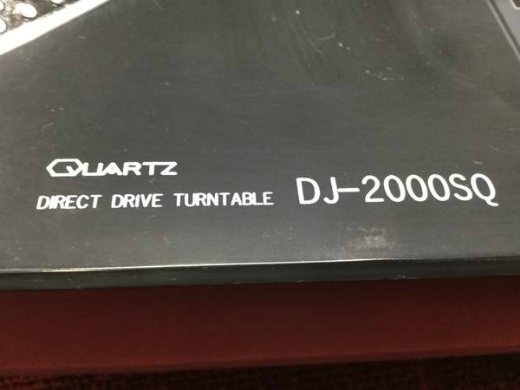 QUARTZ
DIRECT DRIVE TURNTABLE DJ-2000SQ